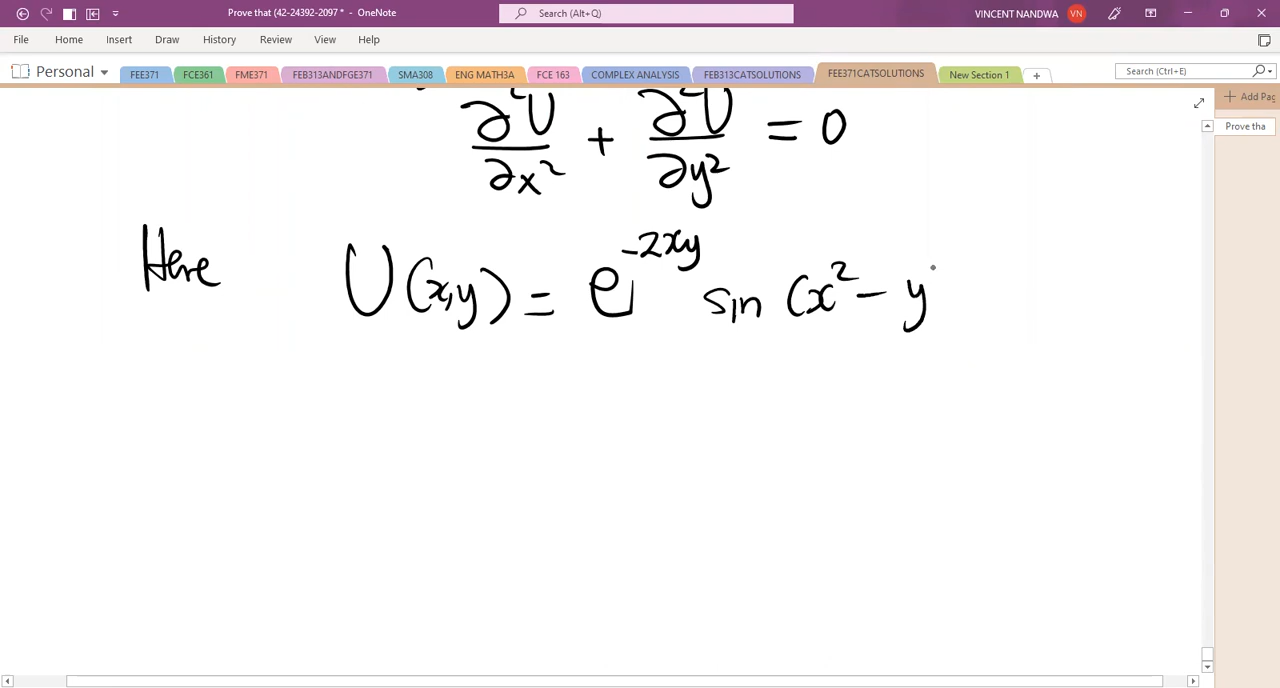 Prove that (42-24392-2097 * - OneNote
Search (Alt+Q)
VINCENT NANDWA
VN
File Home Insert Draw History Review View Help
Personal
FEE371 FCE361 FME371 FEB313ANDFGE371 SMA308 ENG MATH3A FCE 163 COMPLEX ANALYSIS FEB313CATSOLUTIONS FEE371CATSOLUTIONS New Section 1 +
Search (Ctrl+E)
+ Add Pag
Prove tha
∂²U/∂x² + ∂²U/∂y² = 0
Here U(x,y) = e^{-2xy} sin (x² - y